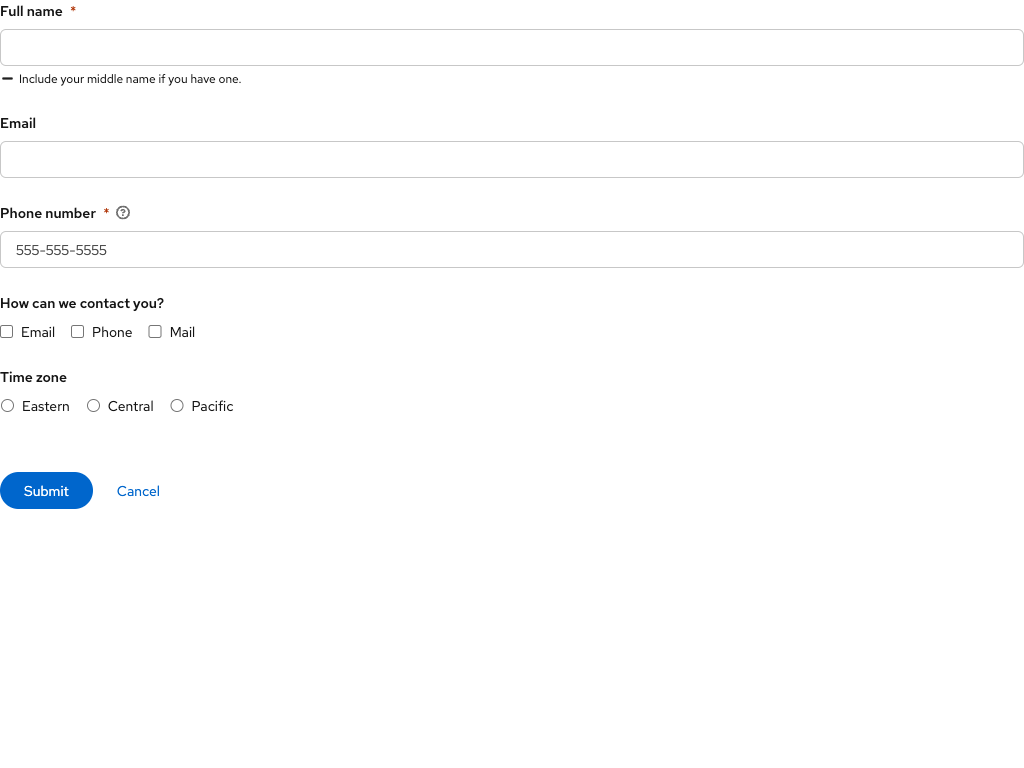 Full name *
Include your middle name if you have one.
Email
Phone number *
555-555-5555
How can we contact you?
Email Phone Mail
Time zone
Eastern Central Pacific
Submit Cancel